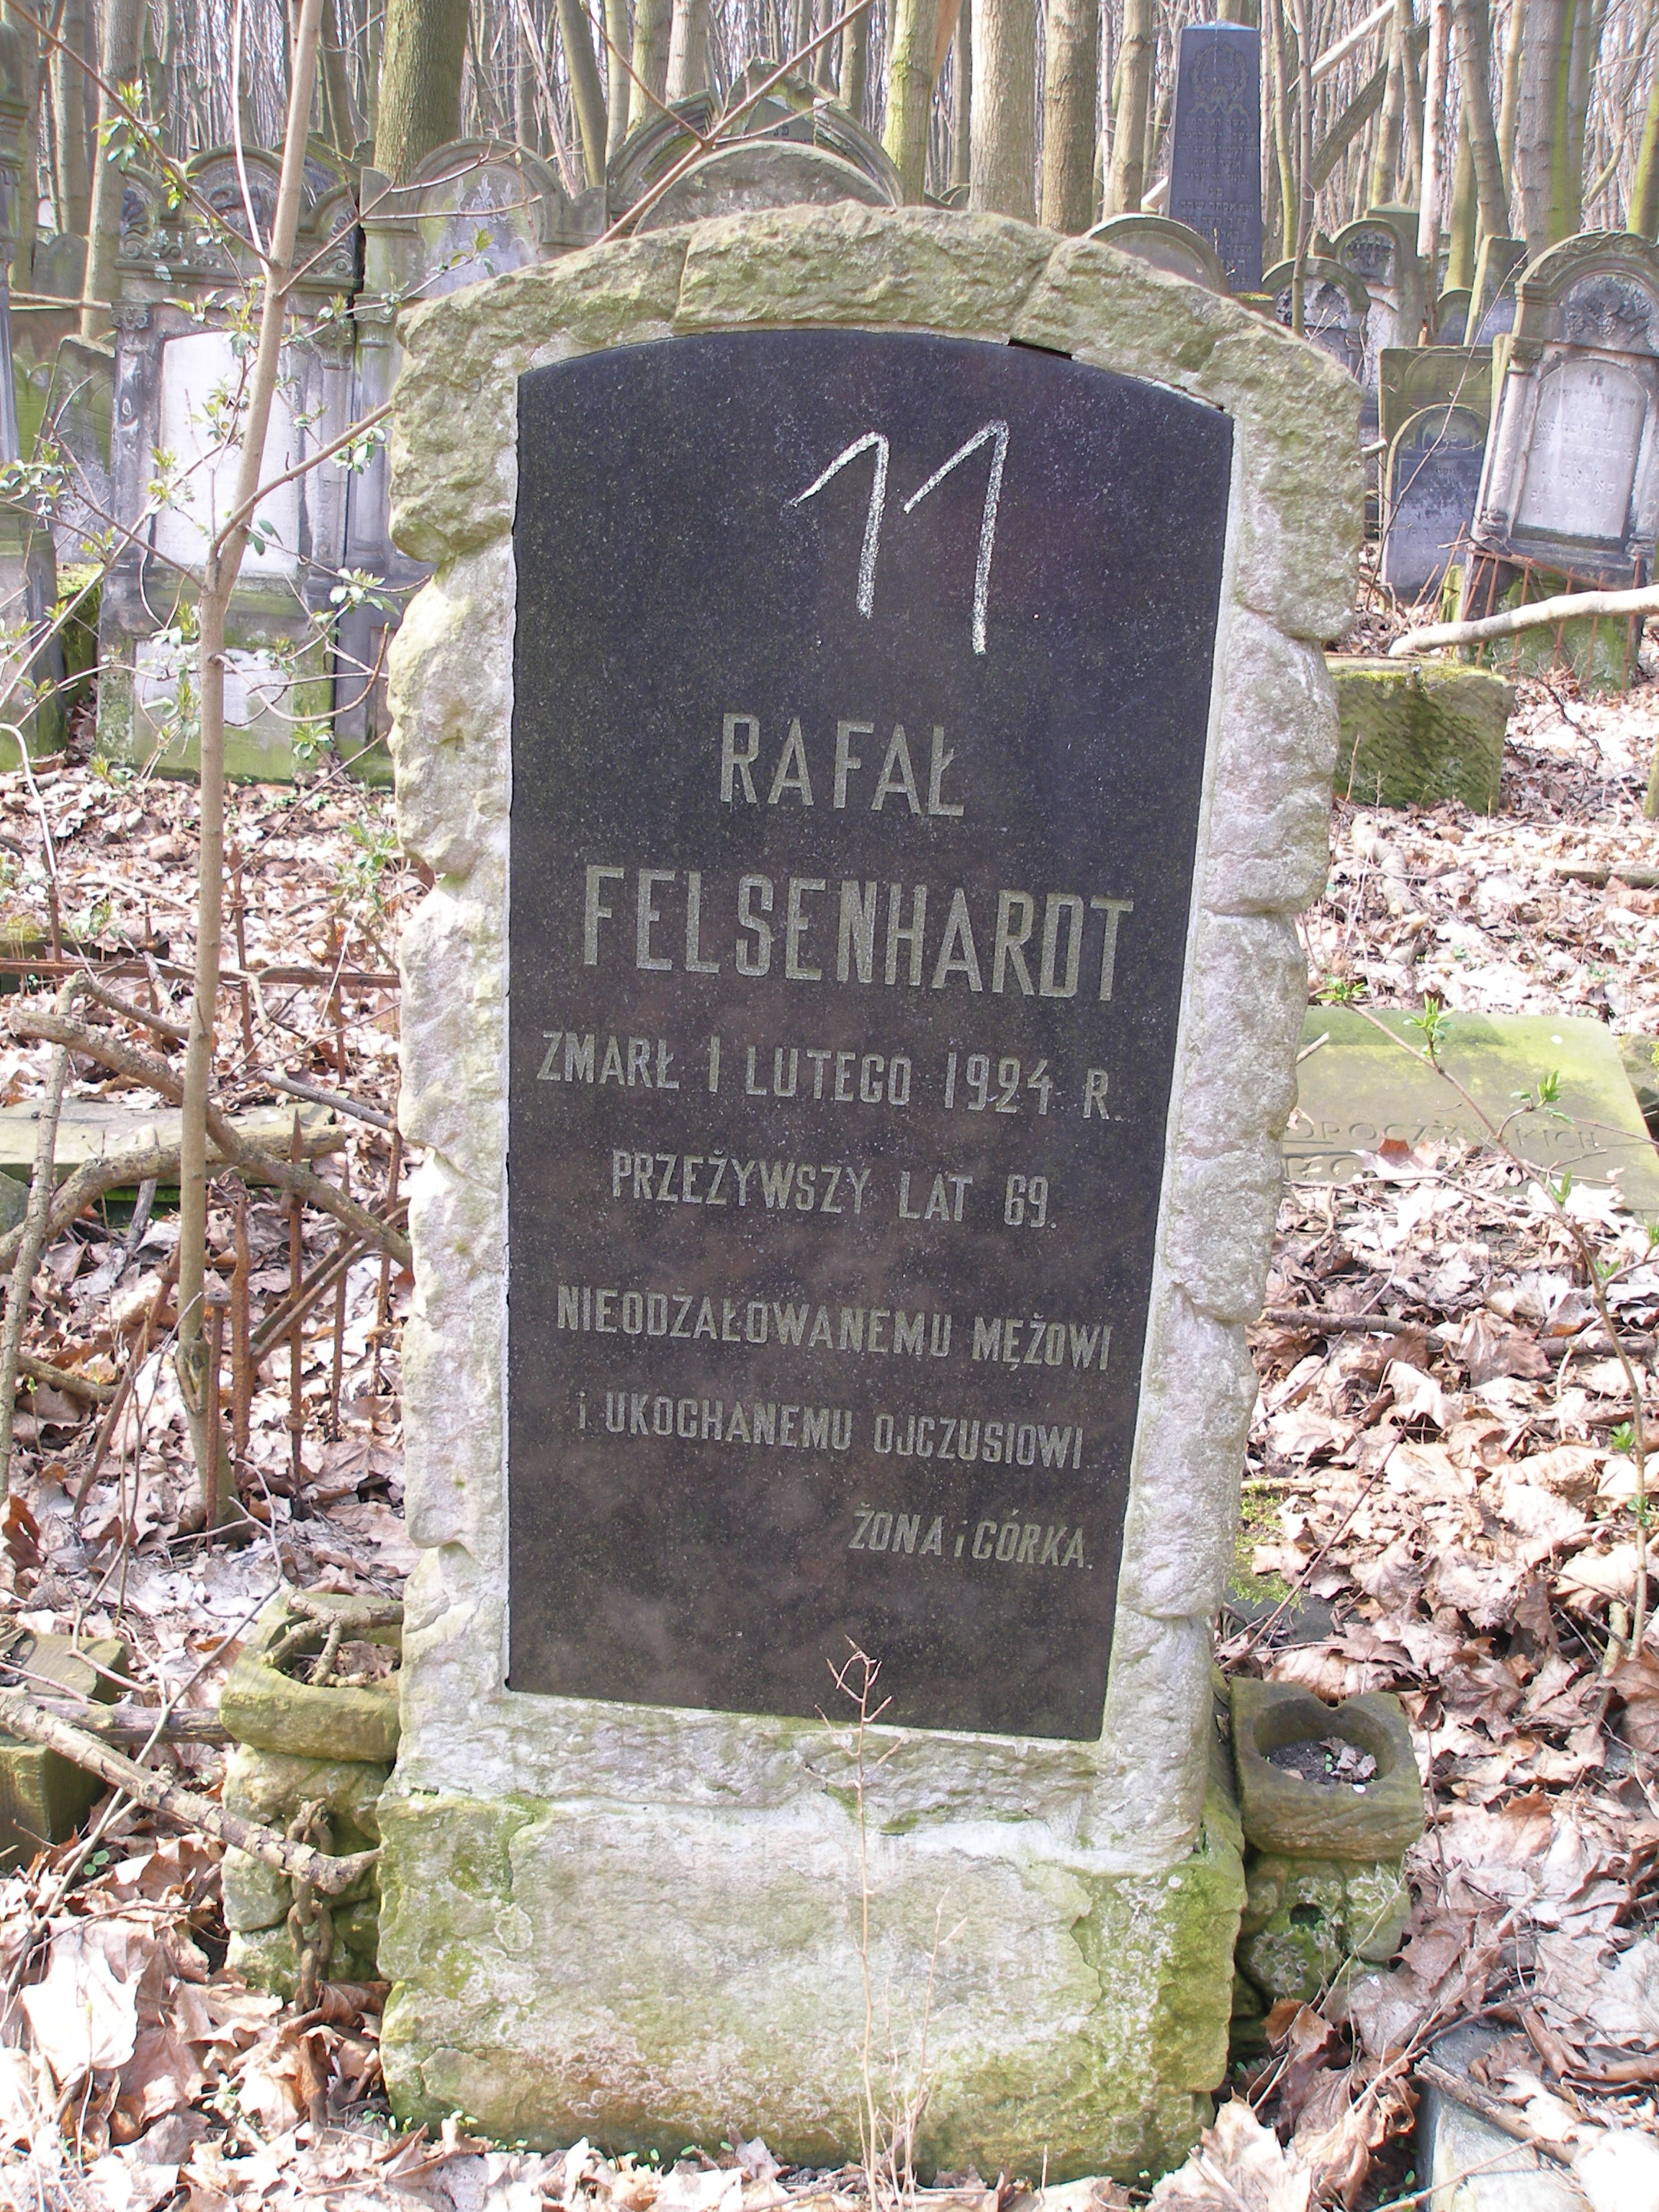 11
RAFAŁ
FELSENHARDT
ZMARŁ 1 LUTEGO 1924 R.
PRZEŻYWSZY LAT 69.
NIEODŻAŁOWANEMU MĘŻOWI
i UKOCHANEMU OJCZUSIOWI
ŻONA i CÓRKA.